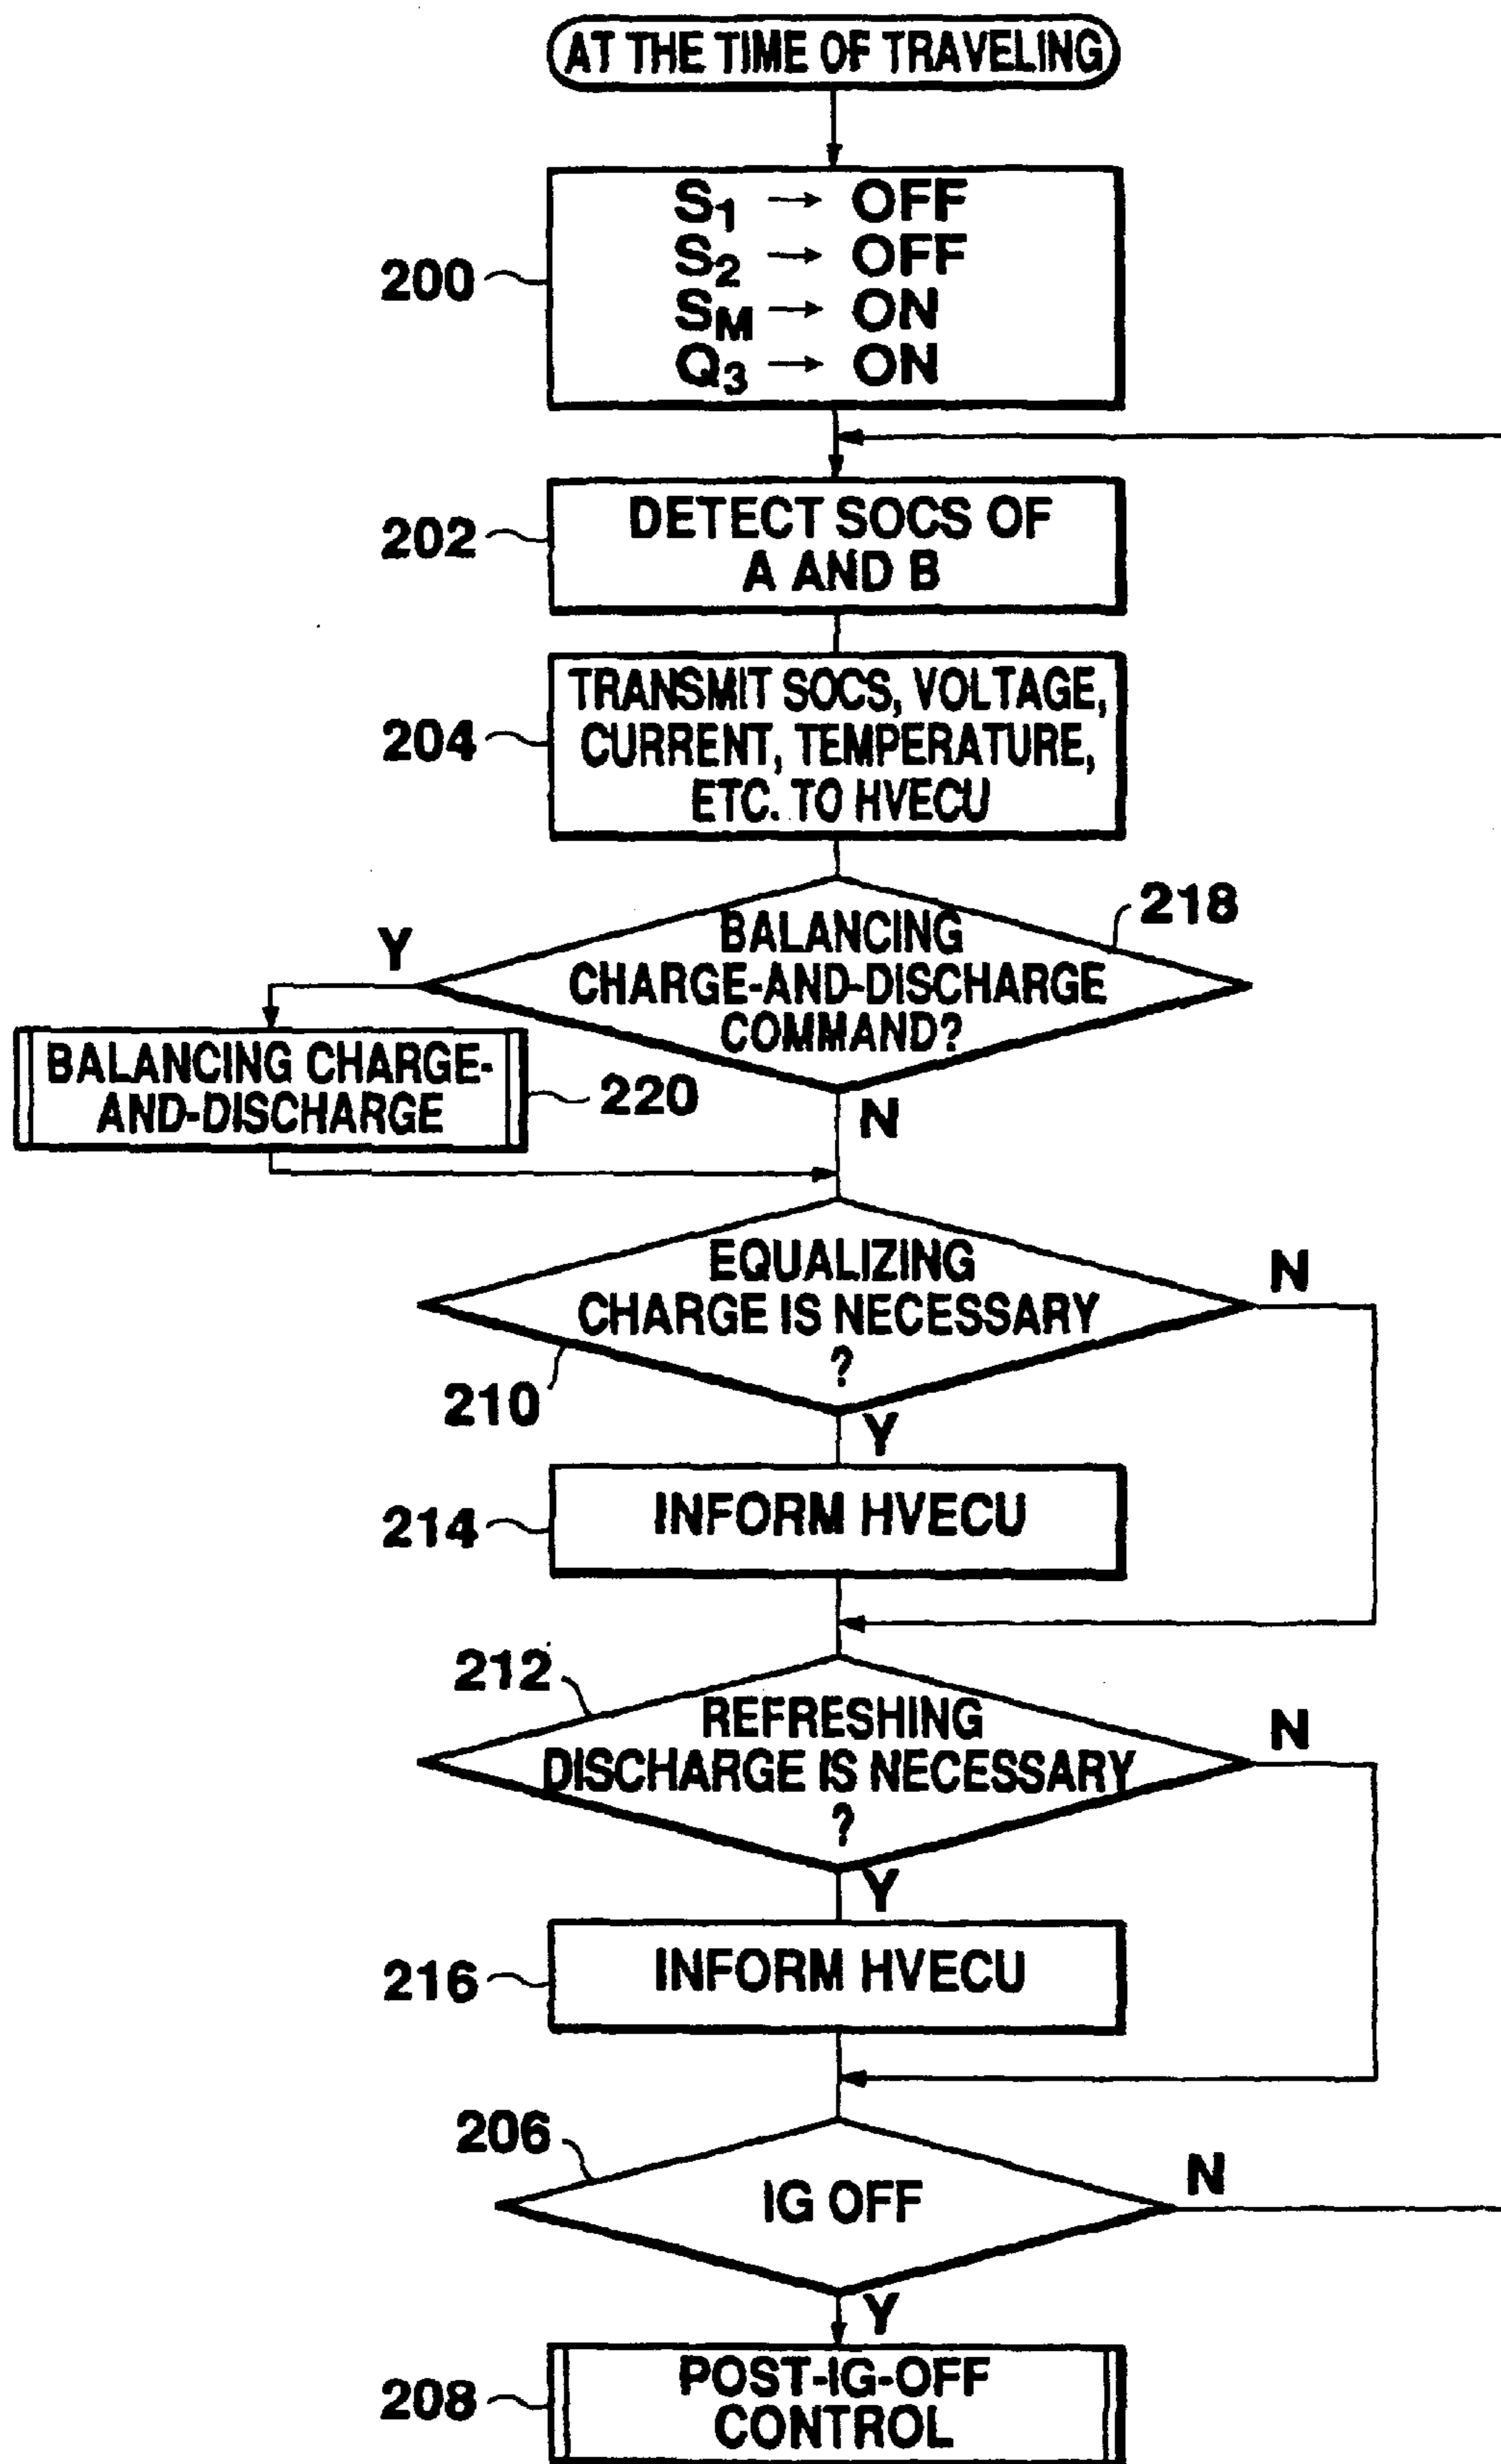 AT THE TIME OF TRAVELING
S1 → OFF
S2 → OFF
SM → ON
Q3 → ON
200
DETECT SOCS OF
A AND B
202
TRANSMIT SOCS, VOLTAGE,
CURRENT, TEMPERATURE,
ETC. TO HVECU
204
BALANCING
CHARGE-AND-DISCHARGE
COMMAND?
218
Y
BALANCING CHARGE-
AND-DISCHARGE
220
N
EQUALIZING
CHARGE IS NECESSARY
?
N
210
Y
INFORM HVECU
214
212
REFRESHING
DISCHARGE IS NECESSARY
?
N
Y
INFORM HVECU
216
206
IG OFF
N
Y
POST-IG-OFF
CONTROL
208